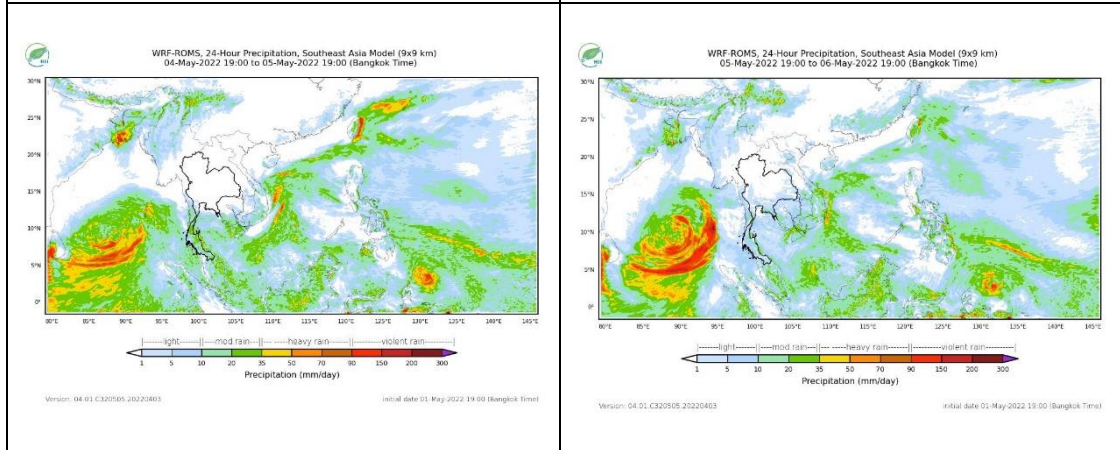 WRF-ROMS, 24-Hour Precipitation, Southeast Asia Model (9x9 km)
04-May-2022 19:00 to 05-May-2022 19:00 (Bangkok Time)
30°N
25°N
20°N
15°N
10°N
5°N
0°
80°E 85°E 90°E 95°E 100°E 105°E 110°E 115°E 120°E 125°E 130°E 135°E 140°E 145°E
|-------light-------||----mod rain--||--- -----heavy rain-------||----------violent rain---------|
1 5 10 20 35 50 70 90 150 200 300
Precipitation (mm/day)
Version: 04.01.C320505.20220403
initial date 01-May-2022 19:00 (Bangkok Time)
WRF-ROMS, 24-Hour Precipitation, Southeast Asia Model (9x9 km)
05-May-2022 19:00 to 06-May-2022 19:00 (Bangkok Time)
30°N
25°N
20°N
15°N
10°N
5°N
0°
80°E 85°E 90°E 95°E 100°E 105°E 110°E 115°E 120°E 125°E 130°E 135°E 140°E 145°E
|-------light-------||----mod rain--||--- -----heavy rain-------||----------violent rain---------|
1 5 10 20 35 50 70 90 150 200 300
Precipitation (mm/day)
Version: 04.01.C320505.20220403
initial date 01-May-2022 19:00 (Bangkok Time)